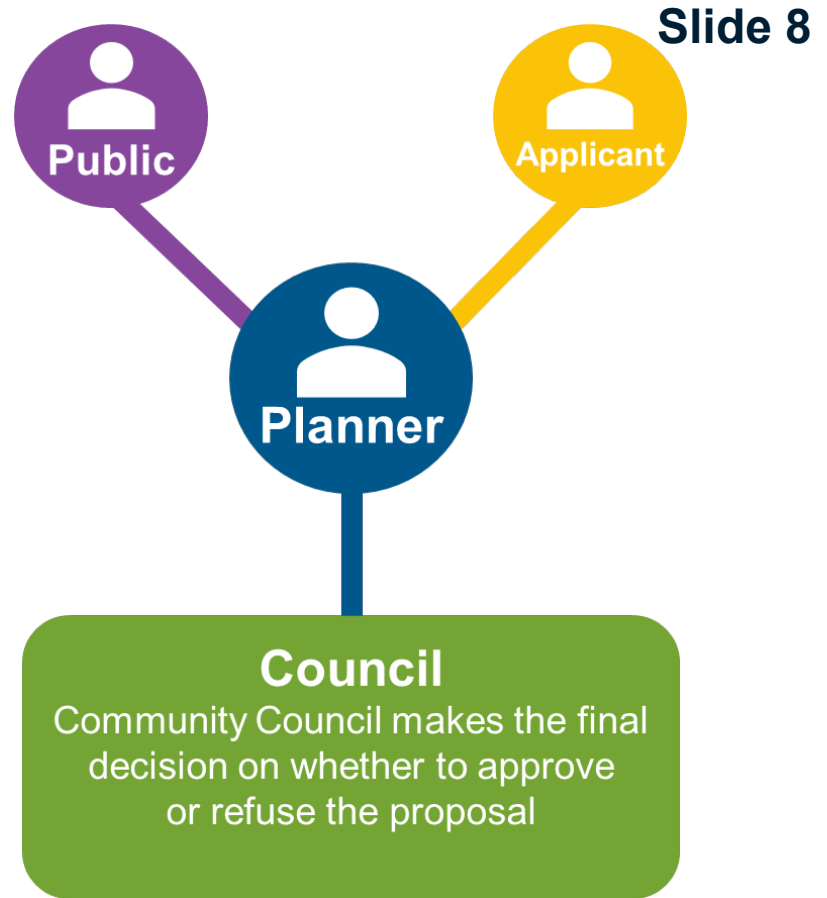 Slide 8
Public
Applicant
Planner
Council
Community Council makes the final
decision on whether to approve
or refuse the proposal